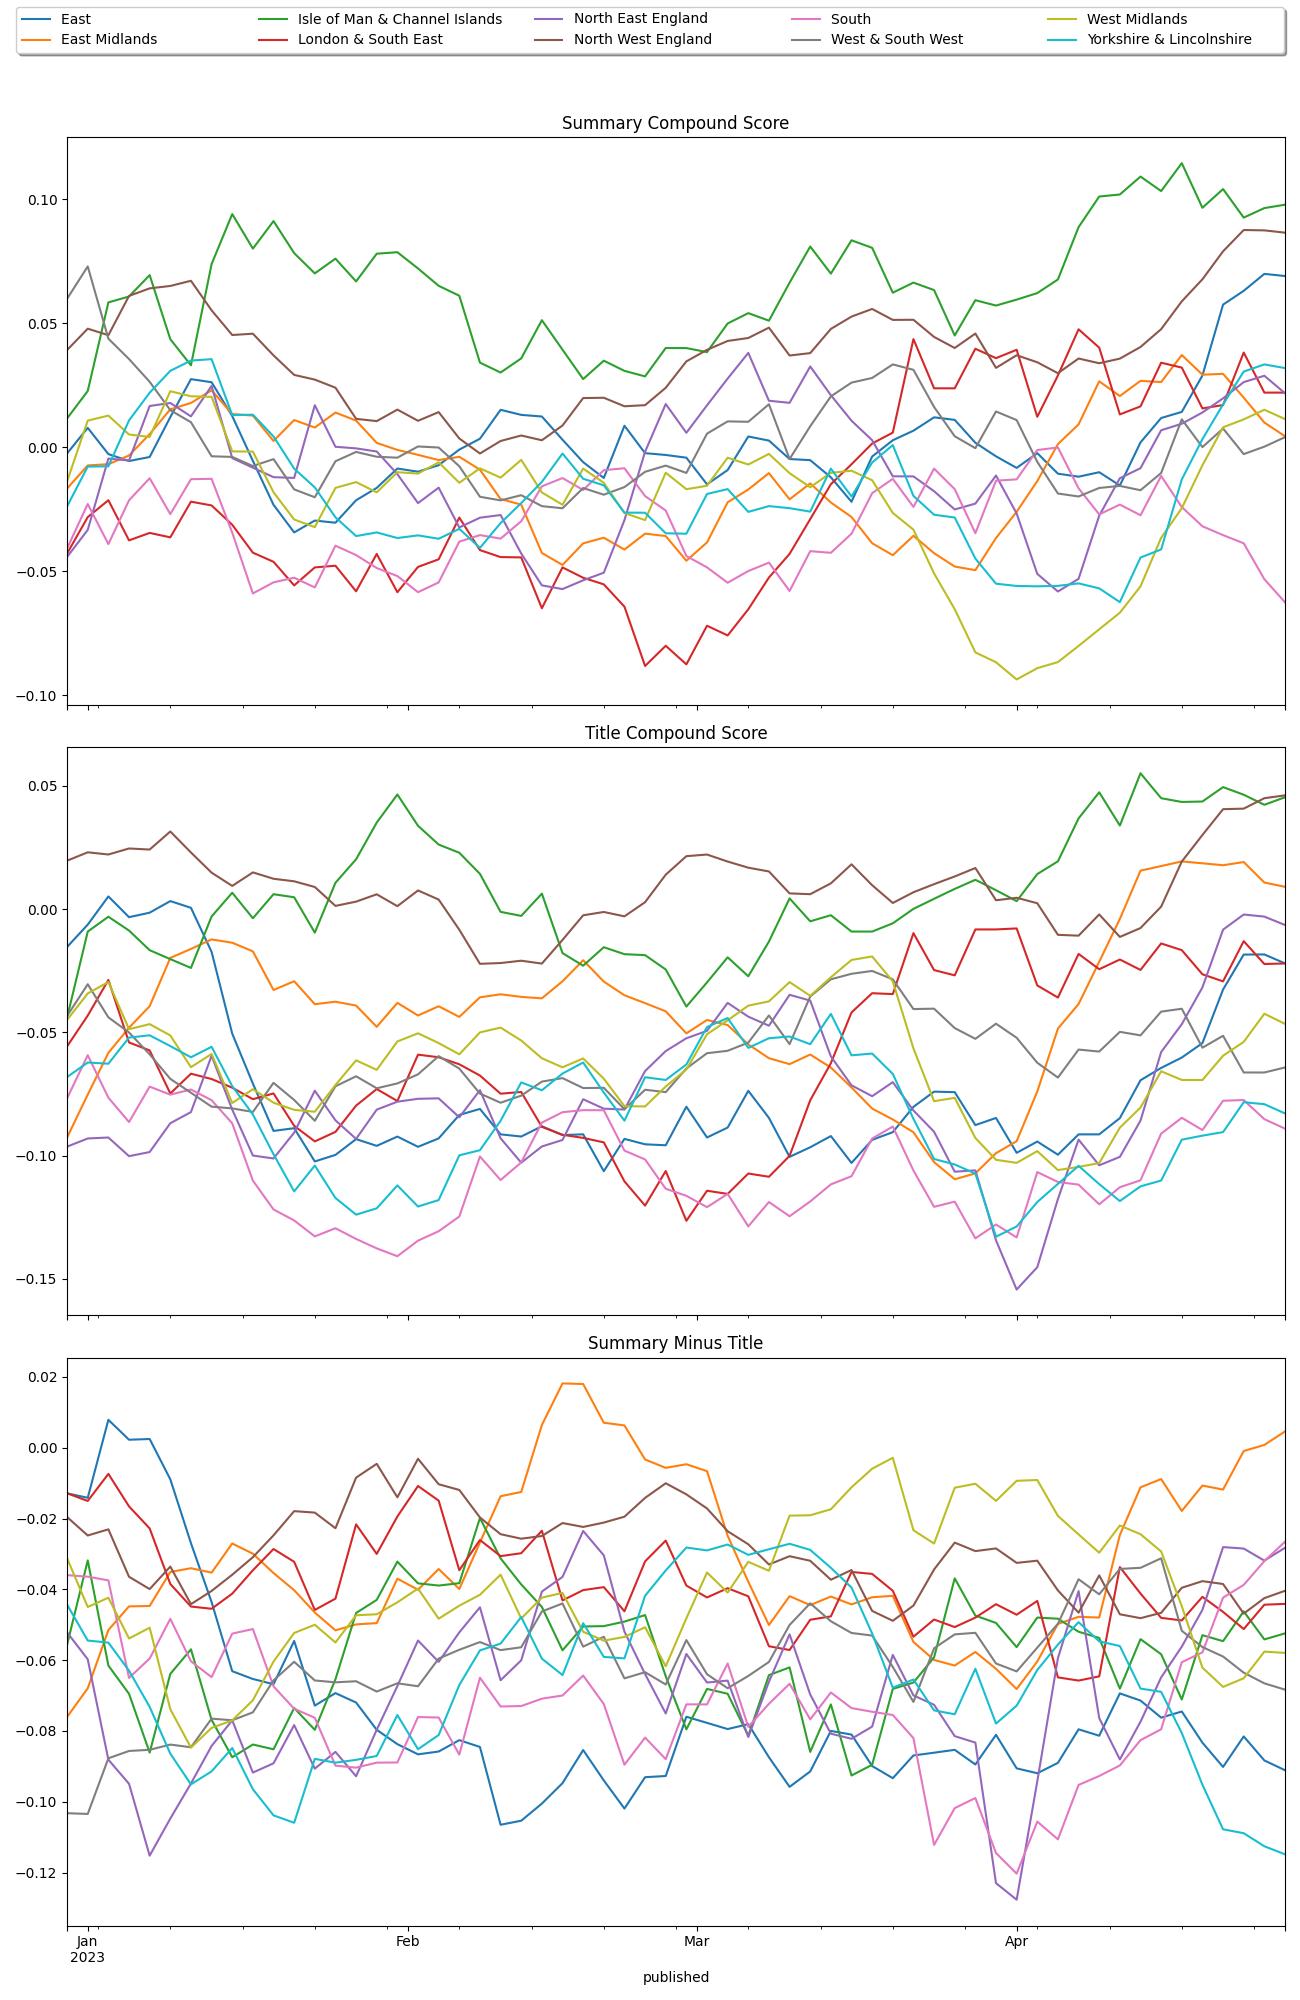 East Isle of Man & Channel Islands North East England South West Midlands
East Midlands London & South East North West England West & South West Yorkshire & Lincolnshire
Summary Compound Score
0.10
0.05
0.00
−0.05
−0.10
Title Compound Score
0.05
0.00
−0.05
−0.10
−0.15
Summary Minus Title
0.02
0.00
−0.02
−0.04
−0.06
−0.08
−0.10
−0.12
Jan Feb Mar Apr
2023
published